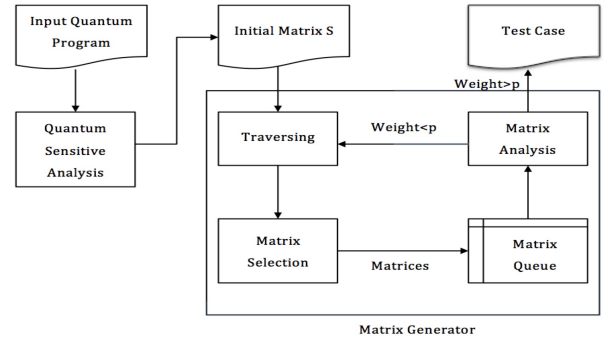 Input Quantum
Program
Initial Matrix S
Test Case
Weight>p
Quantum
Sensitive
Analysis
Traversing
Weight<p
Matrix
Analysis
Matrix
Selection
Matrices
Matrix
Queue
Matrix Generator